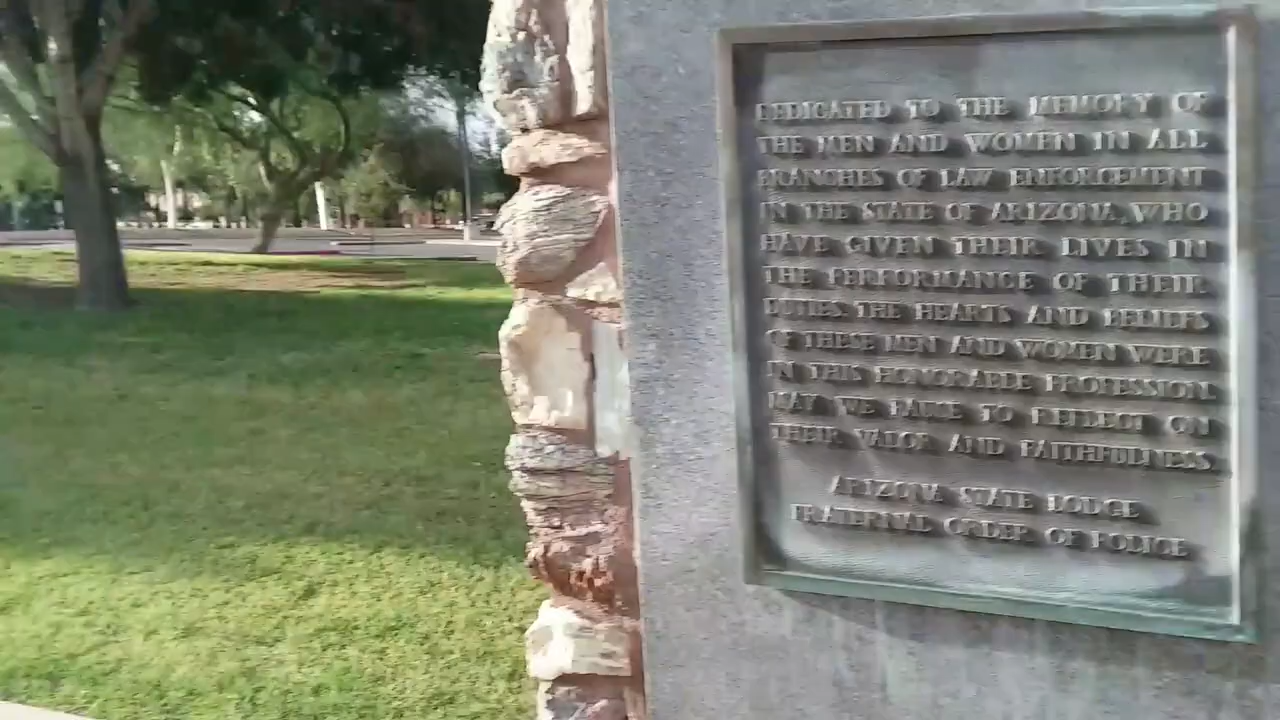 DEDICATED TO THE MEMORY OF
THE MEN AND WOMEN IN ALL
BRANCHES OF LAW ENFORCEMENT
IN THE STATE OF ARIZONA, WHO
HAVE GIVEN THEIR LIVES IN
THE PERFORMANCE OF THEIR
DUTIES. THE HEARTS AND BELIEFS
OF THESE MEN AND WOMEN WERE
IN THIS HONORABLE PROFESSION.
MAY WE PAUSE TO REFLECT ON
THEIR VALOR AND FAITHFULNESS.
ARIZONA STATE LODGE
FRATERNAL ORDER OF POLICE